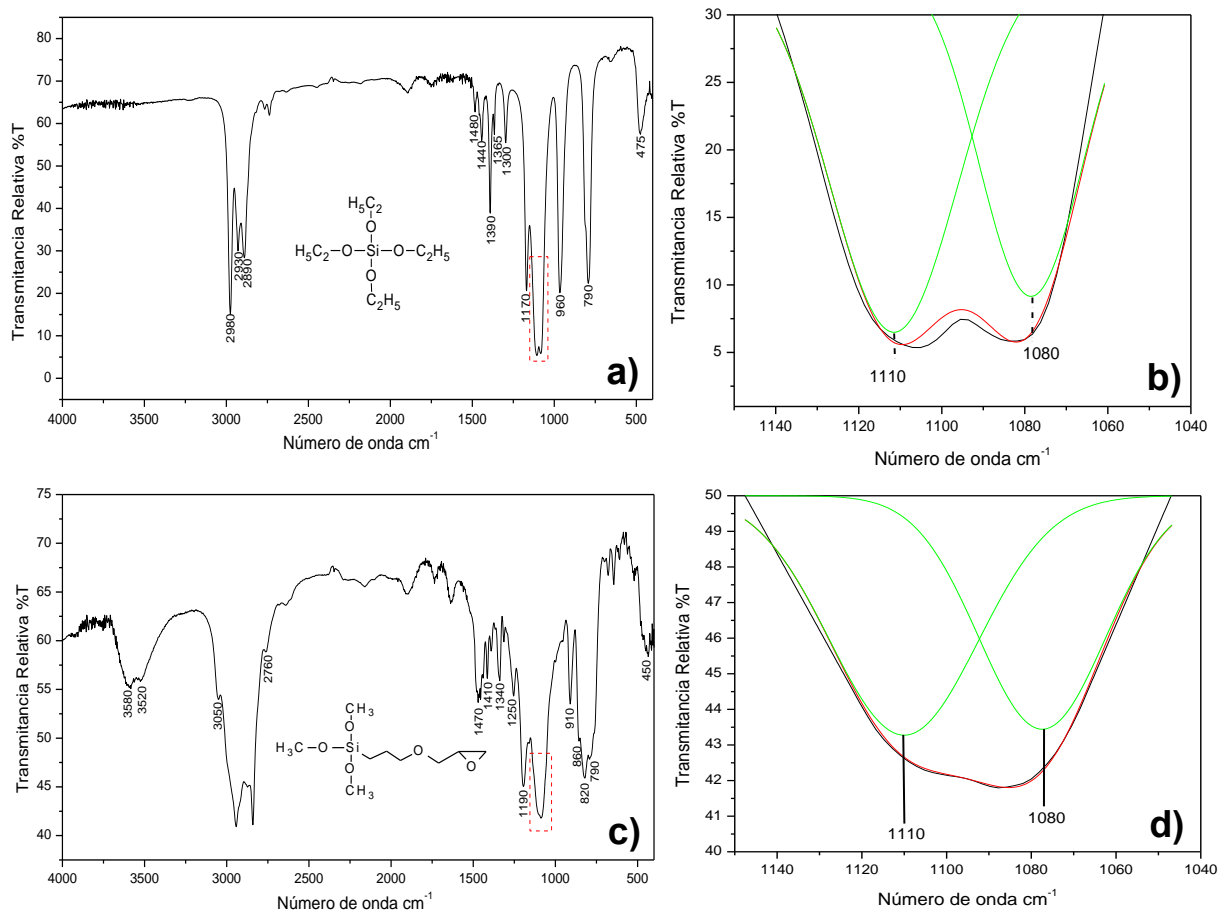 Transmitancia Relativa %T
85
80
70
60
50
40
30
20
10
0
2980
2930
2890
1480
1440
1390
1365
1300
1170
960
790
475
H₅C₂
O
H₅C₂—O—Si—O—C₂H₅
O
C₂H₅
a)
4000 3500 3000 2500 2000 1500 1000 500
Número de onda cm⁻¹
Transmitancia Relativa %T
30
25
20
15
10
5
1110
1080
b)
1140 1120 1100 1080 1060 1040
Número de onda cm⁻¹
Transmitancia Relativa %T
75
70
65
60
55
50
45
40
3580
3520
3050
2760
1470
1410
1340
1250
1190
910
860
820
790
450
CH₃
O
H₃C—O—Si
O
O
O
CH₃
c)
4000 3500 3000 2500 2000 1500 1000 500
Número de onda cm⁻¹
Transmitancia Relativa %T
50
49
48
47
46
45
44
43
42
41
40
1110
1080
d)
1140 1120 1100 1080 1060 1040
Número de onda cm⁻¹